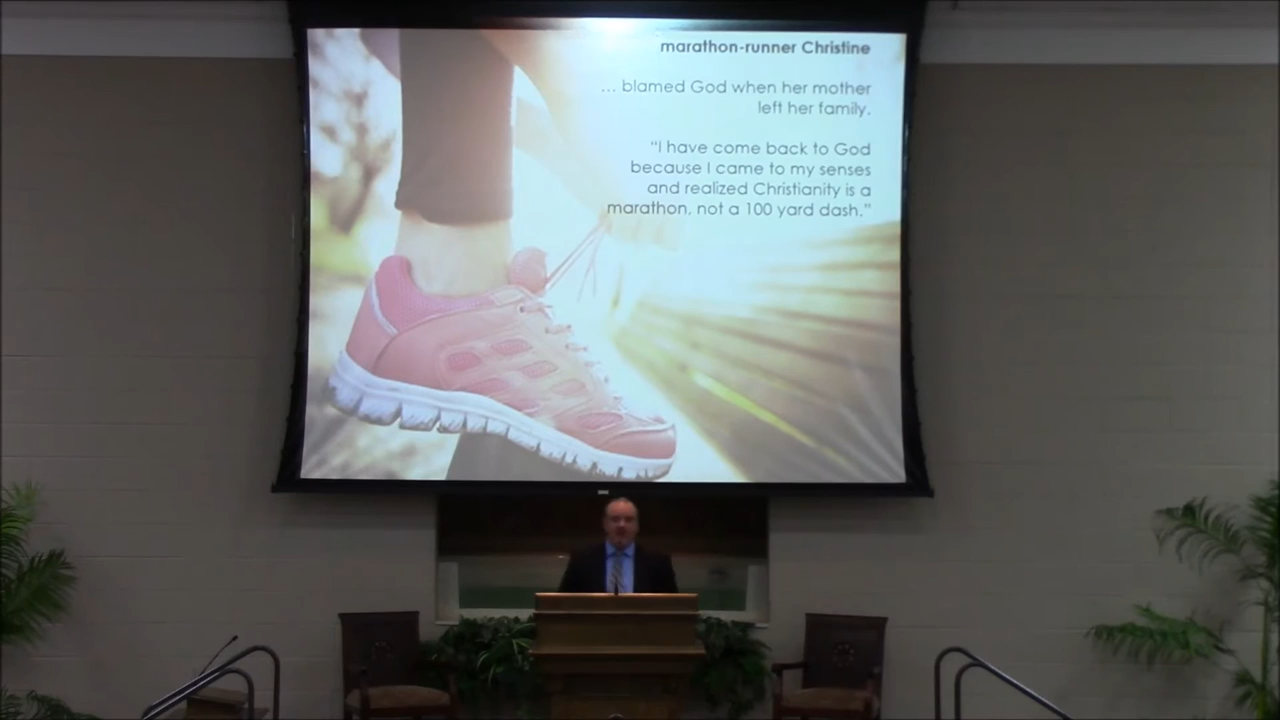 marathon-runner Christine
... blamed God when her mother
left her family.
“I have come back to God
because I came to my senses
and realized Christianity is a
marathon, not a 100 yard dash.”